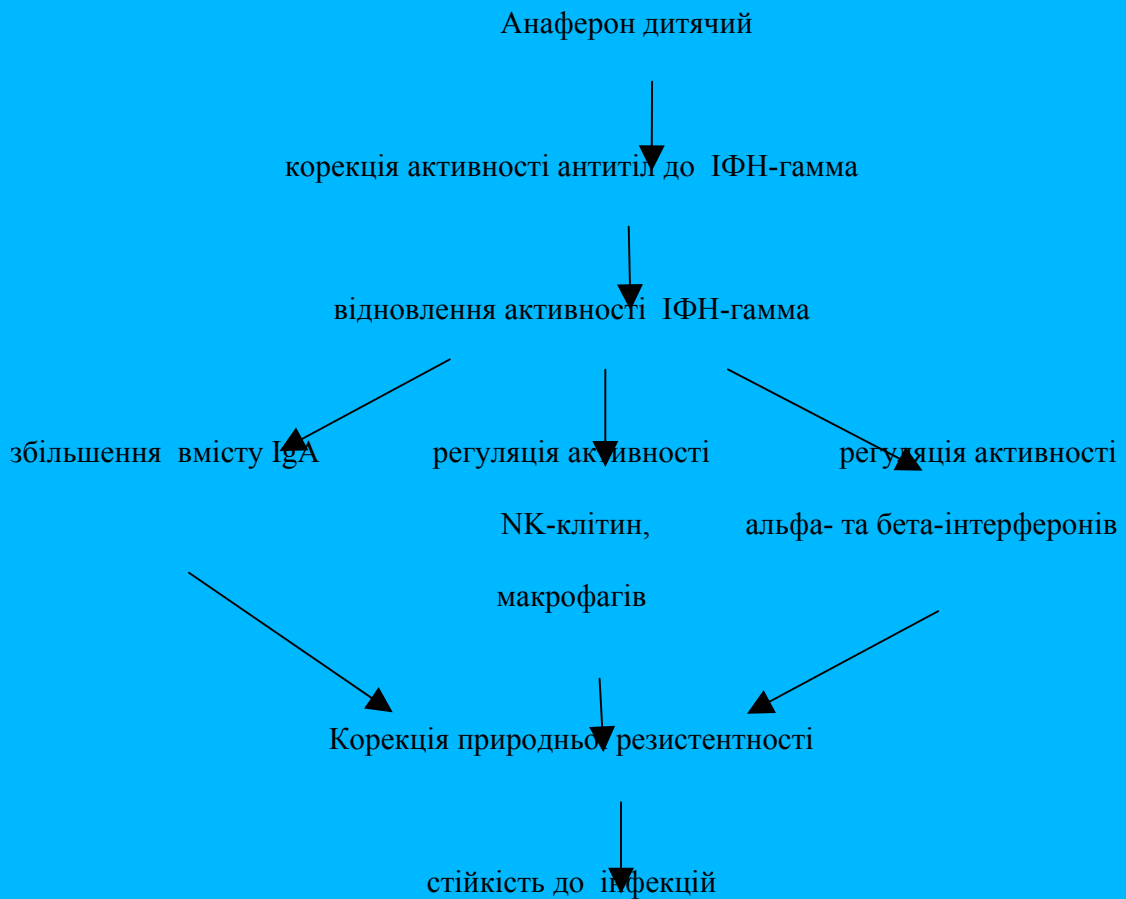 Анаферон дитячий
корекція активності антитіл до ІФН-гамма
відновлення активності ІФН-гамма
збільшення вмісту IgA регуляція активності регуляція активності
NK-клітин, альфа- та бета-інтерферонів
макрофагів
Корекція природньої резистентності
стійкість до інфекцій